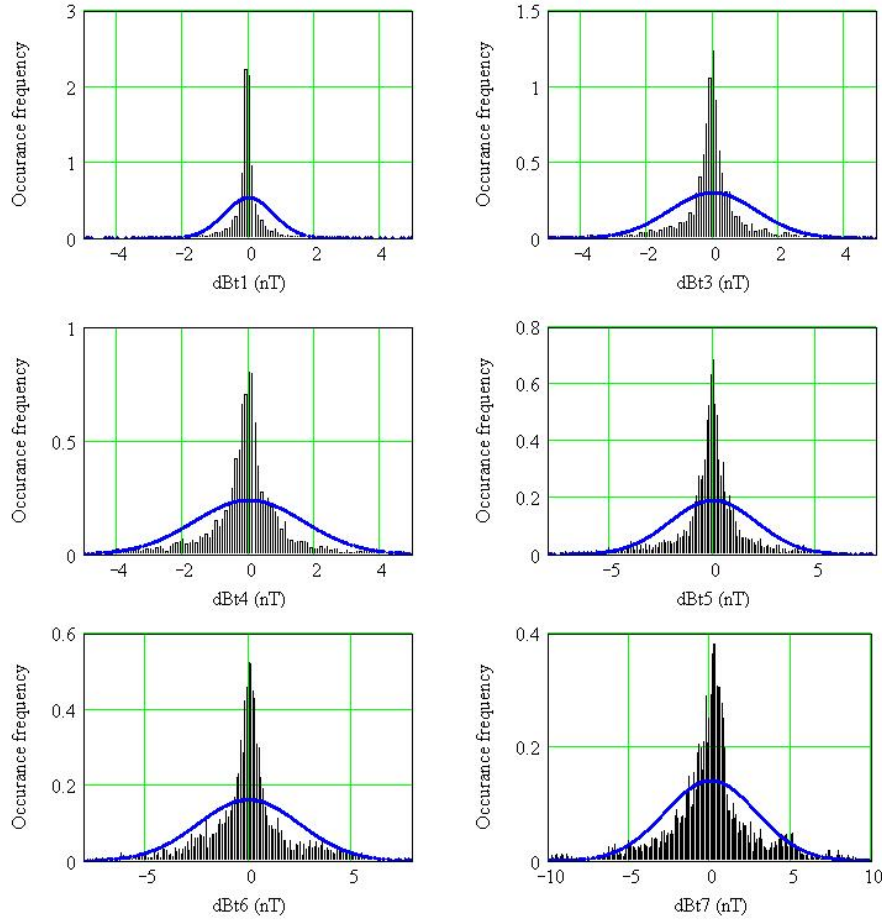 3
2
1
0
Occurance frequency
-4 -2 0 2 4
dBt1 (nT)
1.5
1
0.5
0
Occurance frequency
-4 -2 0 2 4
dBt3 (nT)
1
0.5
0
Occurance frequency
-4 -2 0 2 4
dBt4 (nT)
0.8
0.6
0.4
0.2
0
Occurance frequency
-5 0 5
dBt5 (nT)
0.6
0.4
0.2
0
Occurance frequency
-5 0 5
dBt6 (nT)
0.4
0.2
0
Occurance frequency
-10 -5 0 5 10
dBt7 (nT)